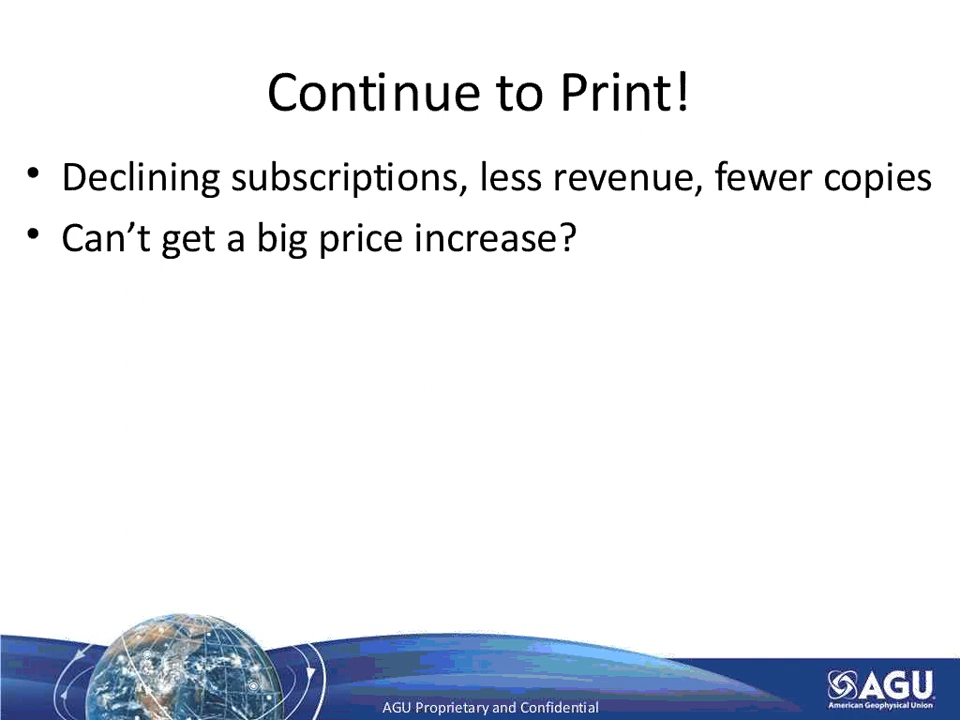 Continue to Print!
• Declining subscriptions, less revenue, fewer copies
• Can’t get a big price increase?
AGU Proprietary and Confidential
AGU
American Geophysical Union